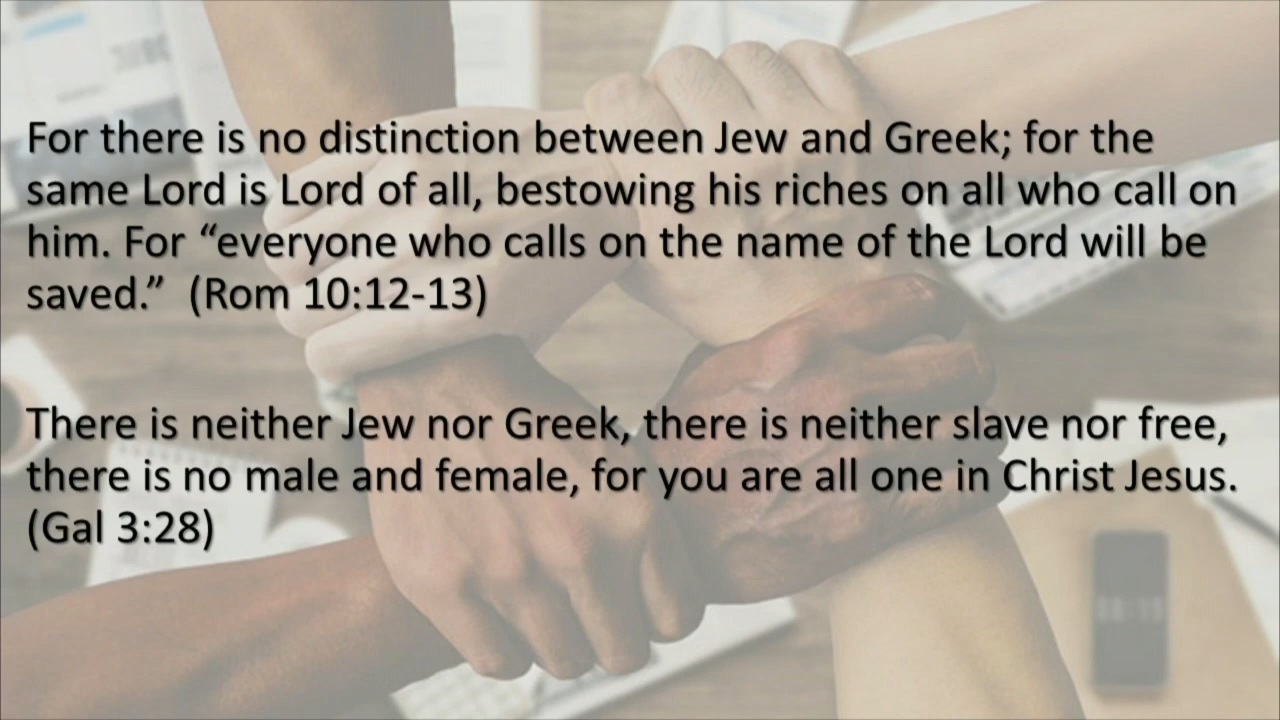 For there is no distinction between Jew and Greek; for the
same Lord is Lord of all, bestowing his riches on all who call on
him. For “everyone who calls on the name of the Lord will be
saved.”  (Rom 10:12-13)
There is neither Jew nor Greek, there is neither slave nor free,
there is no male and female, for you are all one in Christ Jesus.
(Gal 3:28)